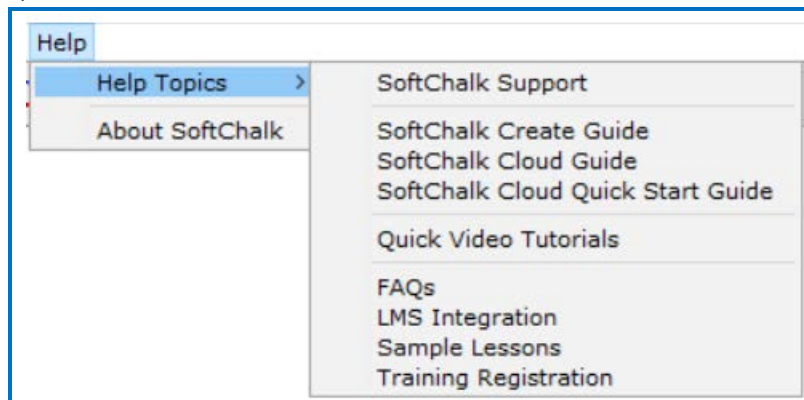 Help
Help Topics >
About SoftChalk
SoftChalk Support
SoftChalk Create Guide
SoftChalk Cloud Guide
SoftChalk Cloud Quick Start Guide
Quick Video Tutorials
FAQs
LMS Integration
Sample Lessons
Training Registration